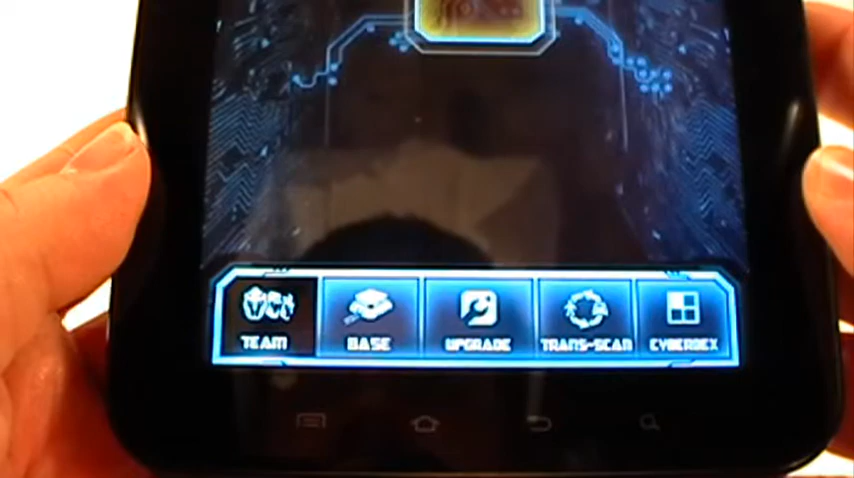 TEAM
BASE
UPGRADE
TRANS-SCAN
CYBERDEX